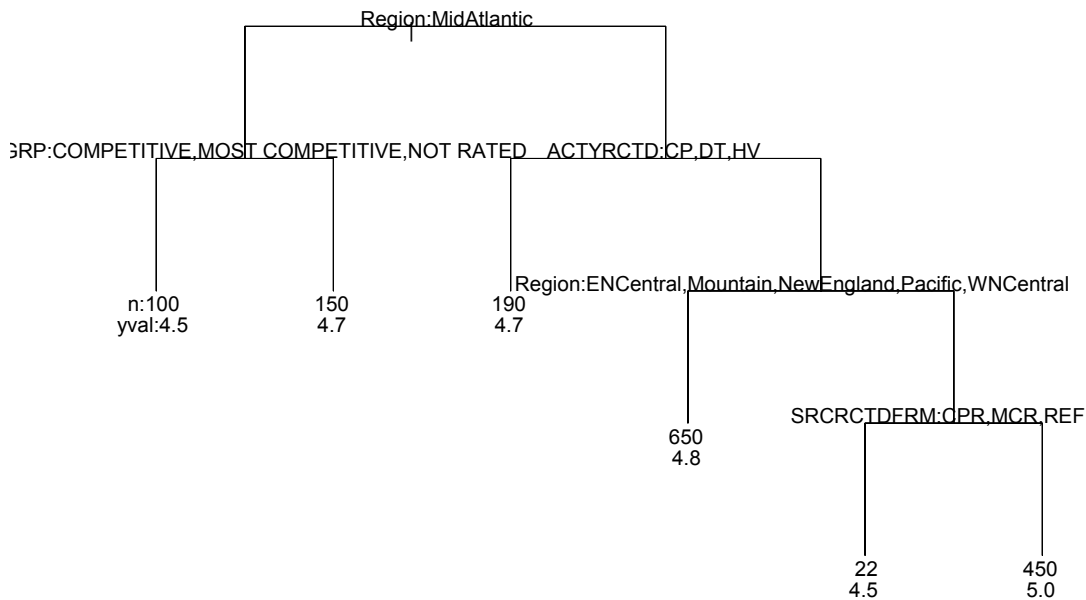 Region:MidAtlantic
GRP:COMPETITIVE,MOST COMPETITIVE,NOT RATED
ACTYRCTD:CP,DT,HV
Region:ENCentral,Mountain,NewEngland,Pacific,WNCentral
n:100
yval:4.5
150
4.7
190
4.7
SRCRCTDFRM:CPR,MCR,REF
650
4.8
22
4.5
450
5.0